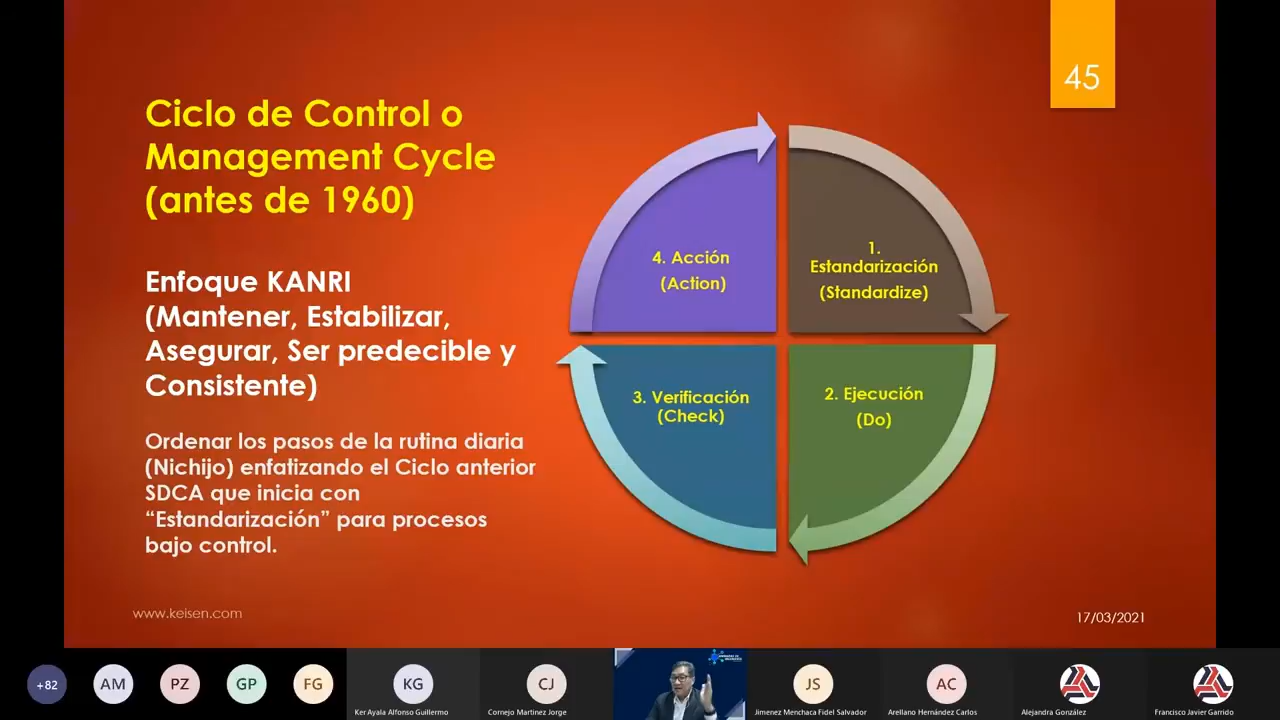 45
Ciclo de Control o
Management Cycle
(antes de 1960)
Enfoque KANRI
(Mantener, Estabilizar,
Asegurar, Ser predecible y
Consistente)
Ordenar los pasos de la rutina diaria
(Nichijo) enfatizando el Ciclo anterior
SDCA que inicia con
“Estandarización” para procesos
bajo control.
4. Acción
(Action)
1.
Estandarización
(Standardize)
3. Verificación
(Check)
2. Ejecución
(Do)
www.keisen.com
17/03/2021
+82
AM
PZ
GP
FG
KG
Ker Ayala Alfonso Guillermo
CJ
Cornejo Martinez Jorge
JS
Jimenez Menchaca Fidel Salvador
AC
Arellano Hernández Carlos
Alejandra González
Francisco Javier Garrido